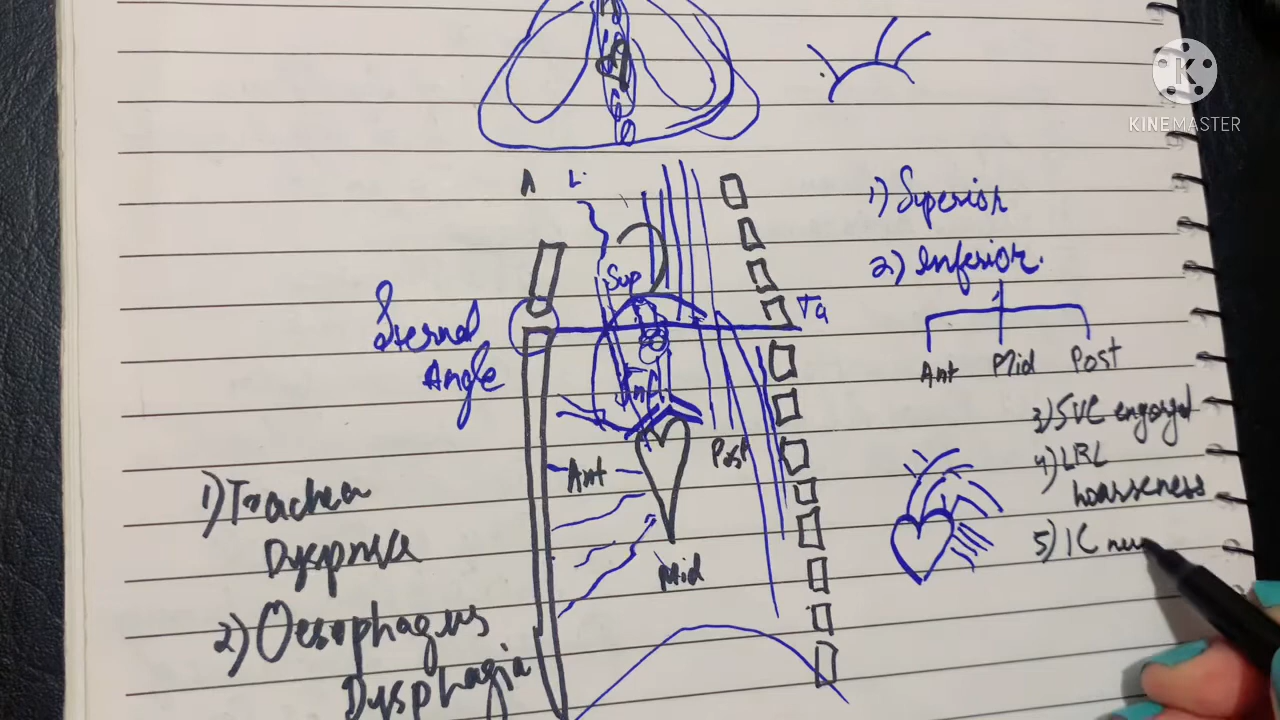 K
KINEMASTER
A L
1) Superior
2) Inferior.
Sup
Sternal
Angle
T4
Inf
Ant Mid Post
3) SVC engorged
4) LRL
hoarseness
5) IC
Ant
Post
Mid
1) Trachea
Dyspnea
2) Oesophagus
Dysphagia